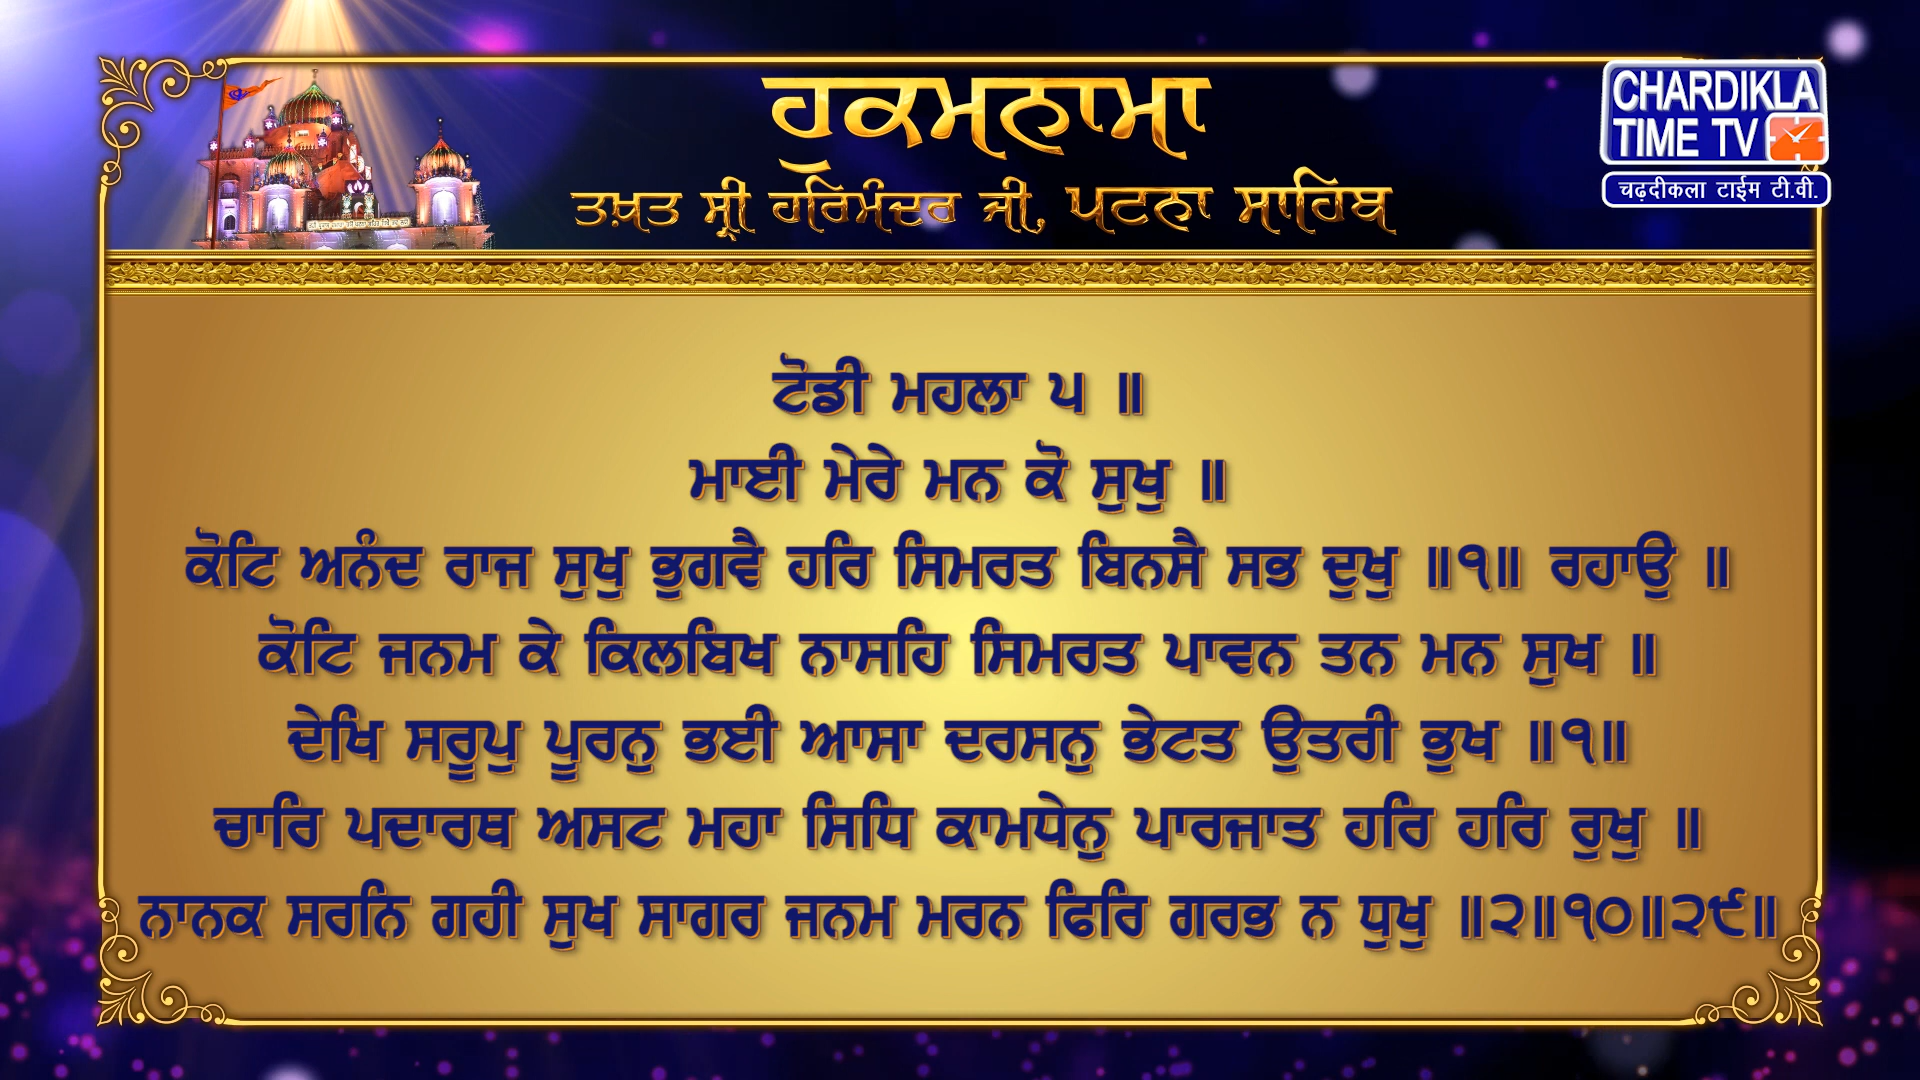 ਹੁਕਮਨਾਮਾ
ਤਖ਼ਤ ਸ੍ਰੀ ਹਰਿਮੰਦਰ ਜੀ, ਪਟਨਾ ਸਾਹਿਬ
CHARDIKLA
TIME TV
चढ़दीकला टाईम टी.वी.
ਟੋਡੀ ਮਹਲਾ ੫ ॥
ਮਾਈ ਮੇਰੇ ਮਨ ਕੋ ਸੁਖੁ ॥
ਕੋਟਿ ਅਨੰਦ ਰਾਜ ਸੁਖੁ ਭੁਗਵੈ ਹਰਿ ਸਿਮਰਤ ਬਿਨਸੈ ਸਭ ਦੁਖੁ ॥੧॥ ਰਹਾਉ ॥
ਕੋਟਿ ਜਨਮ ਕੇ ਕਿਲਬਿਖ ਨਾਸਹਿ ਸਿਮਰਤ ਪਾਵਨ ਤਨ ਮਨ ਸੁਖ ॥
ਦੇਖਿ ਸਰੂਪੁ ਪੂਰਨੁ ਭਈ ਆਸਾ ਦਰਸਨੁ ਭੇਟਤ ਉਤਰੀ ਭੁਖ ॥੧॥
ਚਾਰਿ ਪਦਾਰਥ ਅਸਟ ਮਹਾ ਸਿਧਿ ਕਾਮਧੇਨੁ ਪਾਰਜਾਤ ਹਰਿ ਹਰਿ ਰੁਖੁ ॥
ਨਾਨਕ ਸਰਨਿ ਗਹੀ ਸੁਖ ਸਾਗਰ ਜਨਮ ਮਰਨ ਫਿਰਿ ਗਰਭ ਨ ਧੁਖੁ ॥੨॥੧੦॥੨੯॥